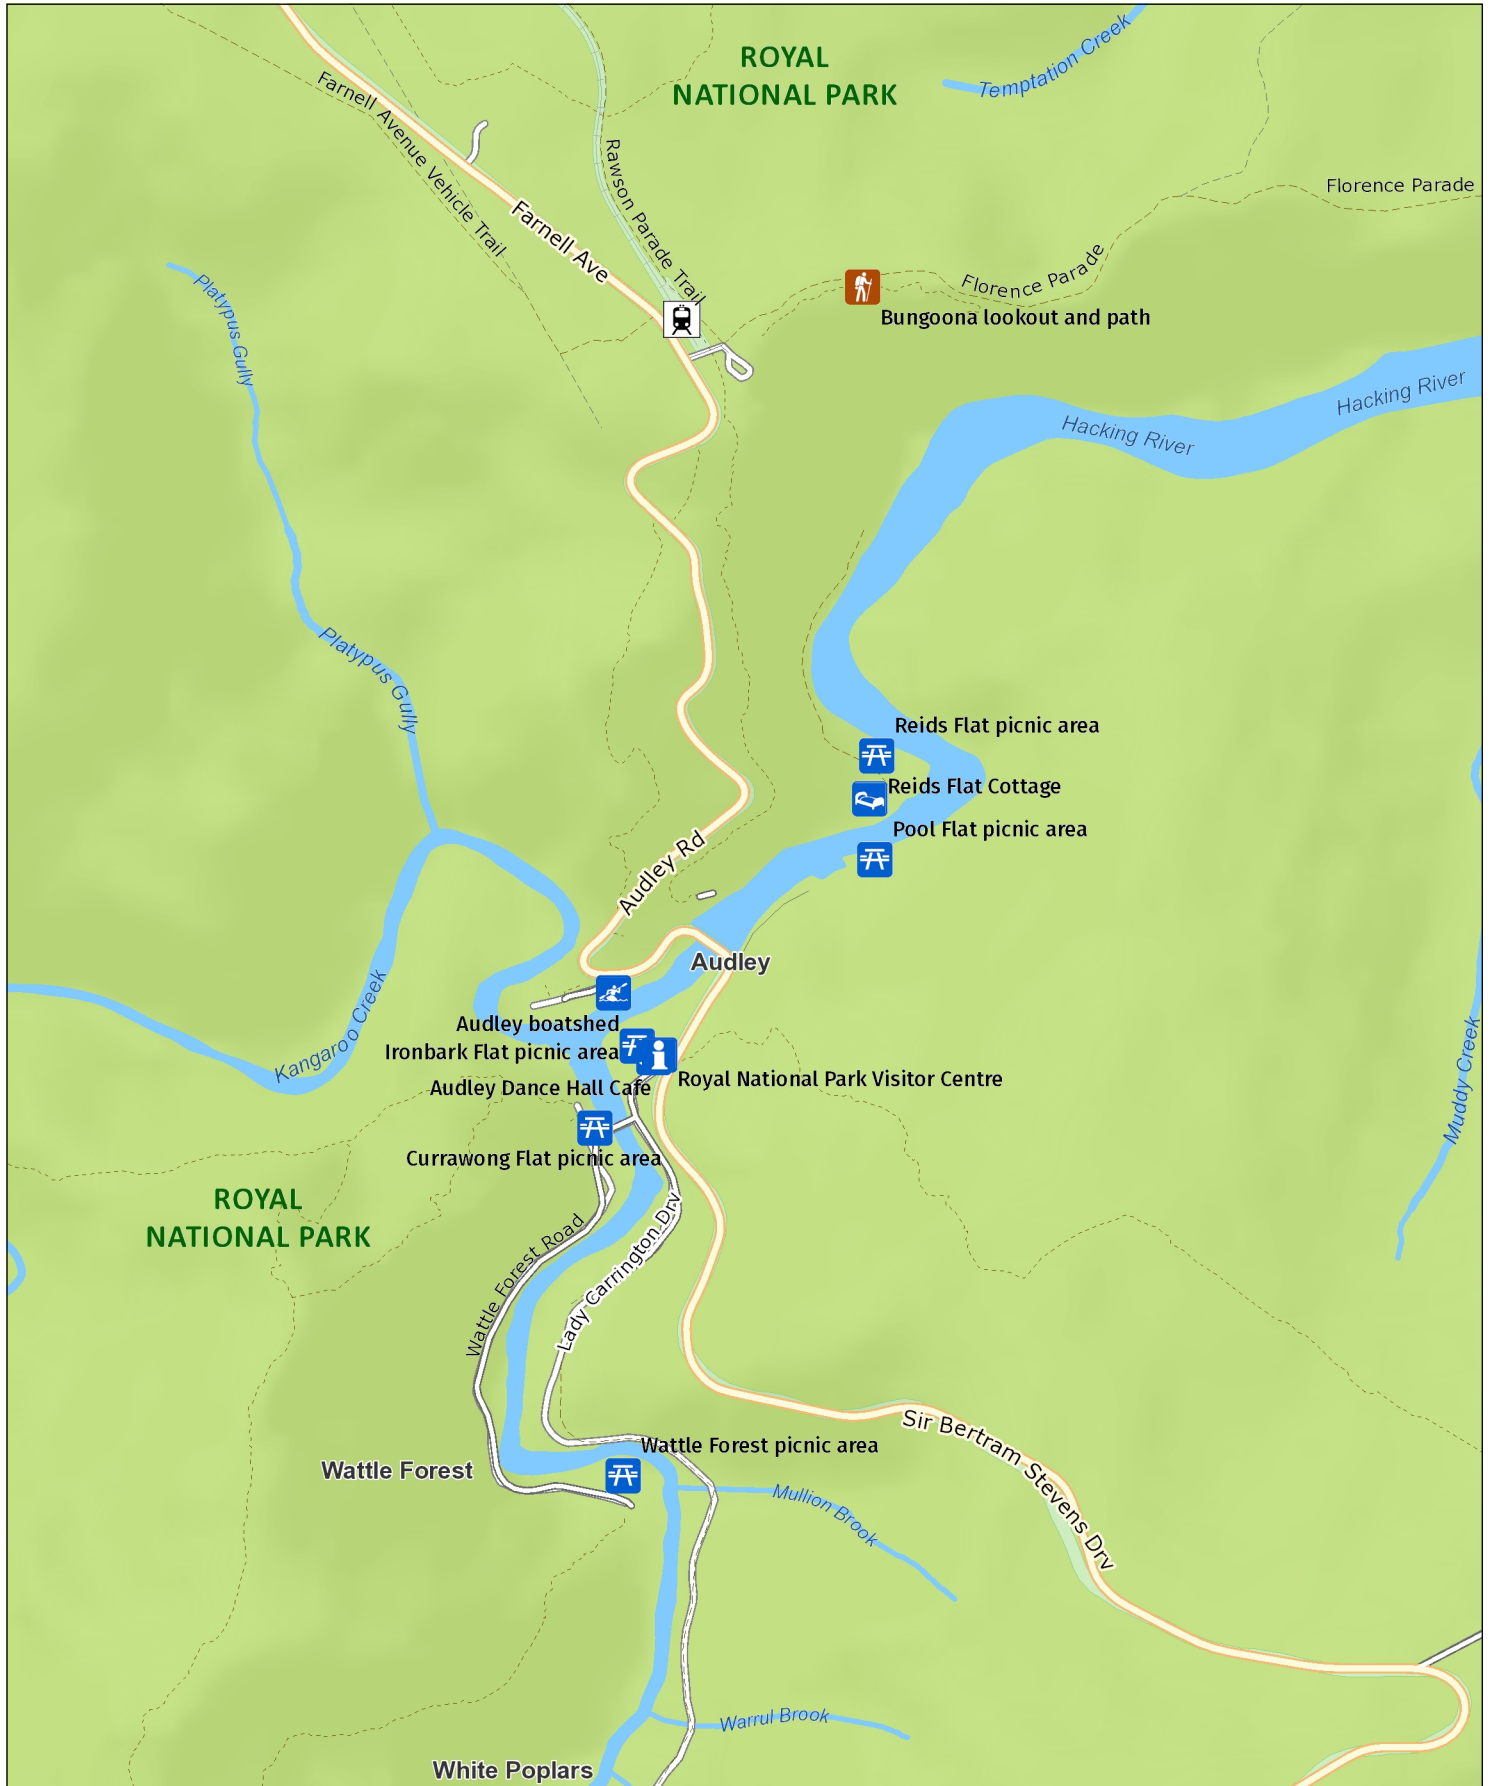 ROYAL
NATIONAL PARK
Temptation Creek
Farnell Avenue Vehicle Trail
Rawson Parade Trail
Farnell Ave
Florence Parade
Florence Parade
Bungoona lookout and path
Platypus Gully
Hacking River
Hacking River
Platypus Gully
Reids Flat picnic area
Reids Flat Cottage
Pool Flat picnic area
Audley Rd
Audley
Kangaroo Creek
Audley boatshed
Ironbark Flat picnic area
Royal National Park Visitor Centre
Audley Dance Hall Cafe
Muddy Creek
Currawong Flat picnic area
ROYAL
NATIONAL PARK
Wattle Forest Road
Lady Carrington Drv
Sir Bertram Stevens Drv
Wattle Forest picnic area
Wattle Forest
Mullion Brook
Warrul Brook
White Poplars